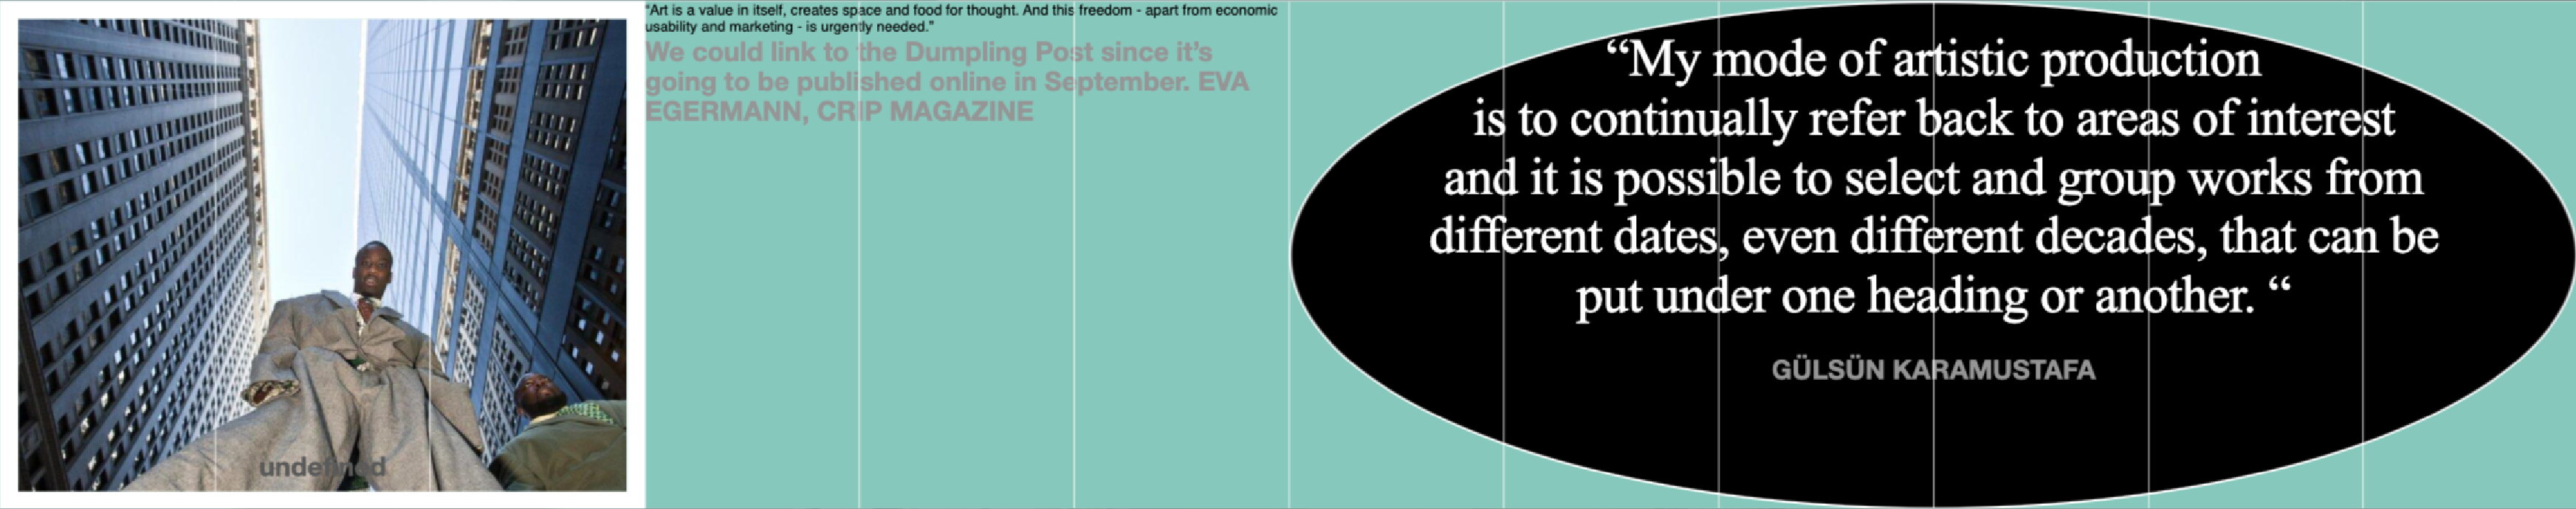 “Art is a value in itself, creates space and food for thought. And this freedom - apart from economic
usability and marketing - is urgently needed.”
We could link to the Dumpling Post since it’s
going to be published online in September. EVA
EGERMANN, CRIP MAGAZINE
“My mode of artistic production
is to continually refer back to areas of interest
and it is possible to select and group works from
different dates, even different decades, that can be
put under one heading or another. “
GÜLSÜN KARAMUSTAFA
undefined